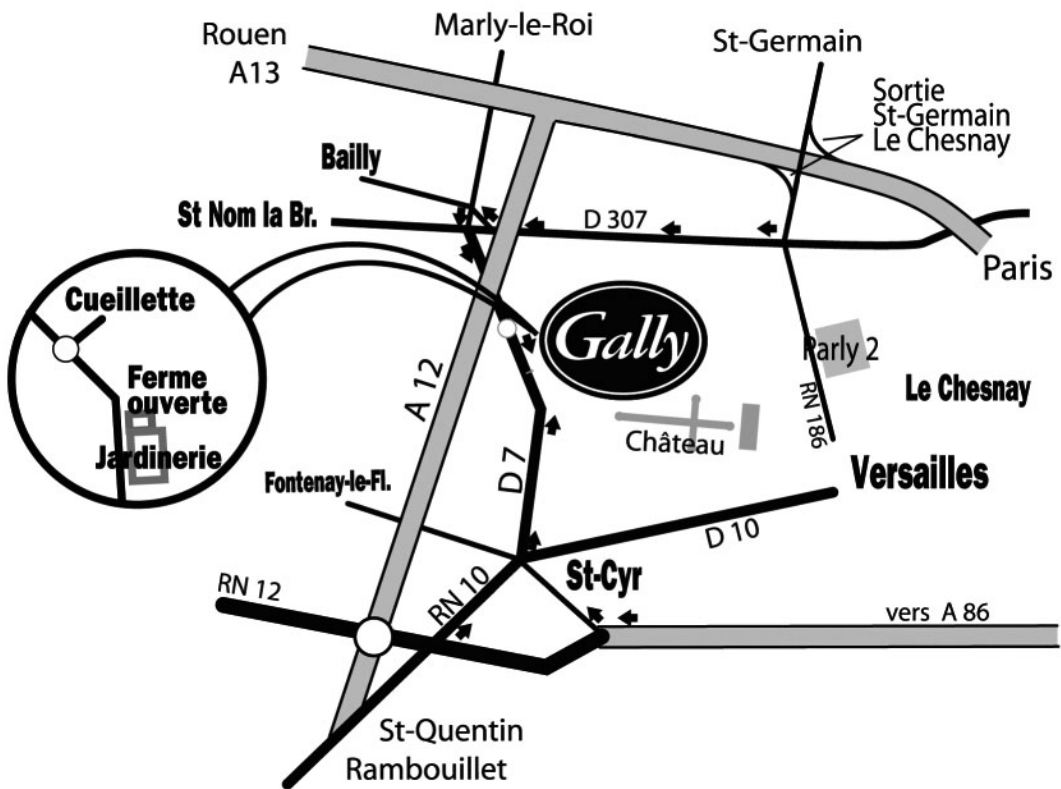 Marly-le-Roi
Rouen
A13
St-Germain
Sortie
St-Germain
Le Chesnay
Bailly
St Nom la Br.
D 307
Paris
Cueillette
Ferme
ouverte
Jardinerie
Gally
A 12
Parly 2
RN 186
Le Chesnay
Château
D 7
Fontenay-le-Fl.
Versailles
D 10
St-Cyr
RN 12
RN 10
vers A 86
St-Quentin
Rambouillet